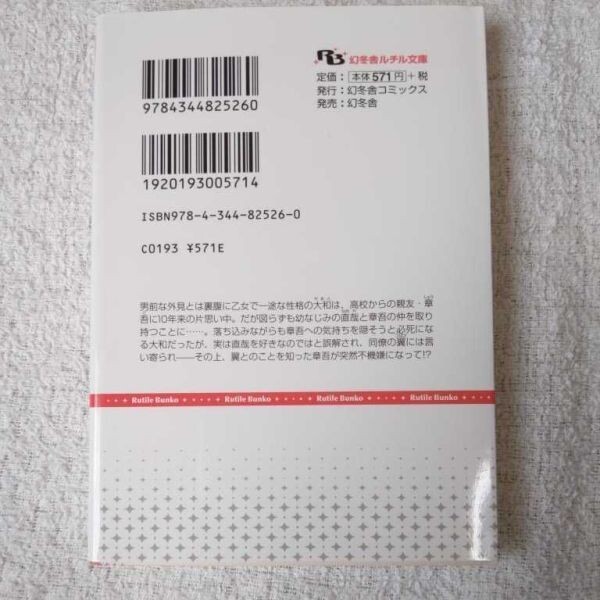 9784344825260
1920193005714
ISBN978-4-344-82526-0
C0193 ¥571E
RB 幻冬舎ルチル文庫
定価：本体571円＋税
発行：幻冬舎コミックス
発売：幻冬舎
男前な外見とは裏腹に乙女で一途な性格の大和は、高校からの親友・章
吾に10年来の片思い中。だが図らずも幼なじみの直哉と章吾の仲を取り
持つことに……。落ち込みながらも章吾への気持ちを隠そうと必死にな
る大和だったが、実は直哉を好きなのではと誤解され、同僚の翼には言
い寄られ――その上、翼とのことを知った章吾が突然不機嫌になって!?
Rutile Bunko Rutile Bunko Rutile Bunko Rutile Bunko